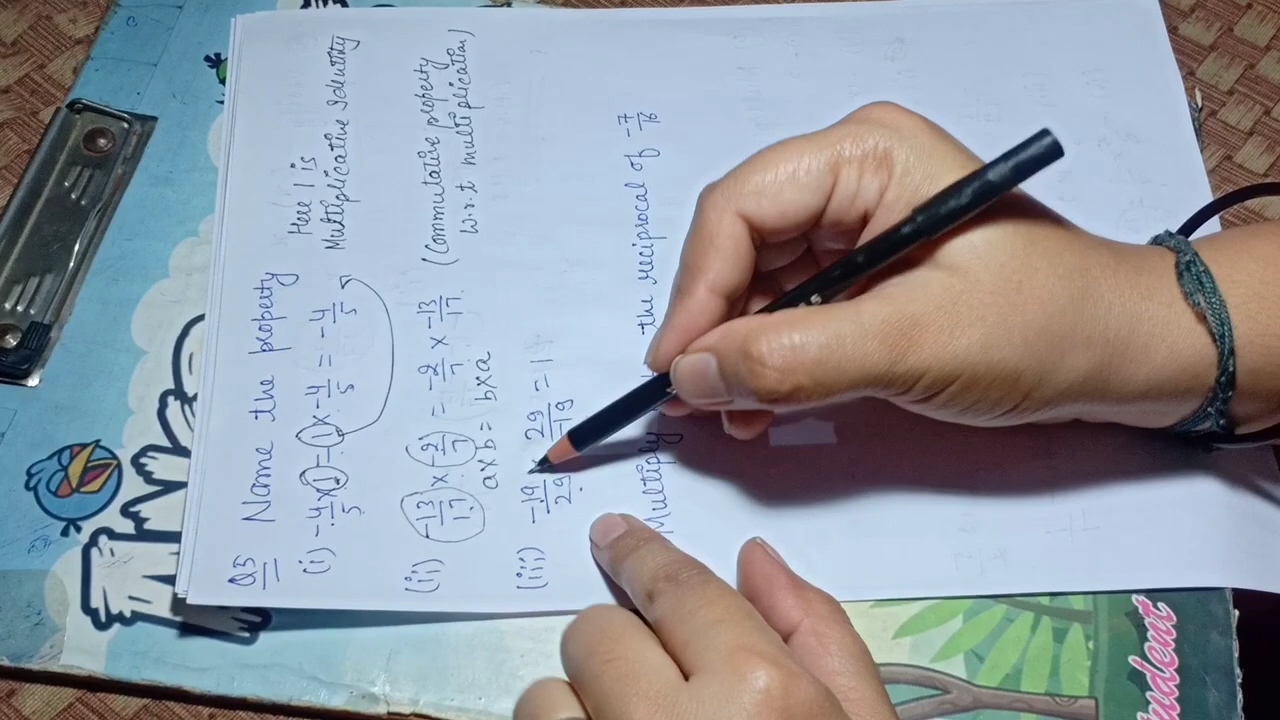 Q5 Name the property
(i) -4/5 × 1 = 1 × -4/5 = -4/5
Here 1 is
Multiplicative identity
(ii) -13/17 × (-2/7) = -2/7 × -13/17
(Commutative property
w.r.t multiplication)
a×b = b×a
(iii) -19/29 × 29/-19 = 1
Multiply the reciprocal of -7/16
tudent